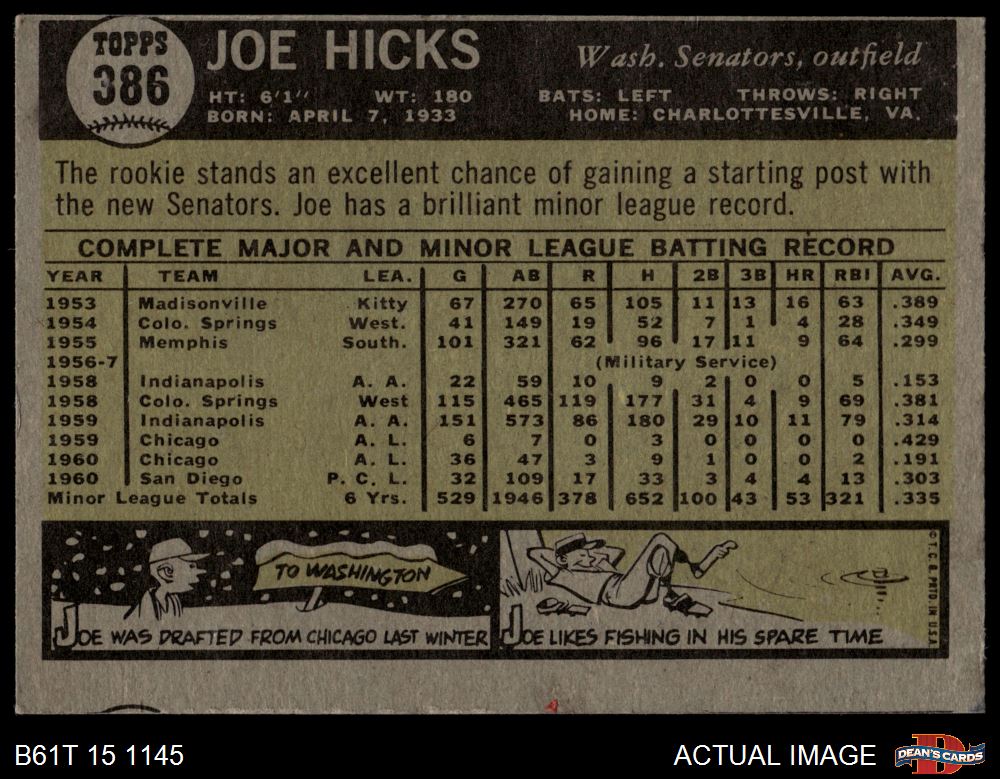 TOPPS
386
JOE HICKS
Wash. Senators, outfield
HT: 6'1" WT: 180 BATS: LEFT THROWS: RIGHT
BORN: APRIL 7, 1933 HOME: CHARLOTTESVILLE, VA.
The rookie stands an excellent chance of gaining a starting post with
the new Senators. Joe has a brilliant minor league record.
COMPLETE MAJOR AND MINOR LEAGUE BATTING RECORD
YEAR TEAM LEA. G AB R H 2B 3B HR RBI AVG.
1953 Madisonville Kitty 67 270 65 105 11 13 16 63 .389
1954 Colo. Springs West. 41 149 19 52 7 1 4 28 .349
1955 Memphis South. 101 321 62 96 17 11 9 64 .299
1956-7 (Military Service)
1958 Indianapolis A. A. 22 59 10 9 2 0 0 5 .153
1958 Colo. Springs West 115 465 119 177 31 4 9 69 .381
1959 Indianapolis A. A. 151 573 86 180 29 10 11 79 .314
1959 Chicago A. L. 6 7 0 3 0 0 0 0 .429
1960 Chicago A. L. 36 47 3 9 1 0 0 2 .191
1960 San Diego P. C. L. 32 109 17 33 3 4 4 13 .303
Minor League Totals 6 Yrs. 529 1946 378 652 100 43 53 321 .335
TO WASHINGTON
JOE WAS DRAFTED FROM CHICAGO LAST WINTER
JOE LIKES FISHING IN HIS SPARE TIME
© T. C. G. PRTD. IN U.S.A.
B61T 15 1145
ACTUAL IMAGE
D
DEAN'S CARDS